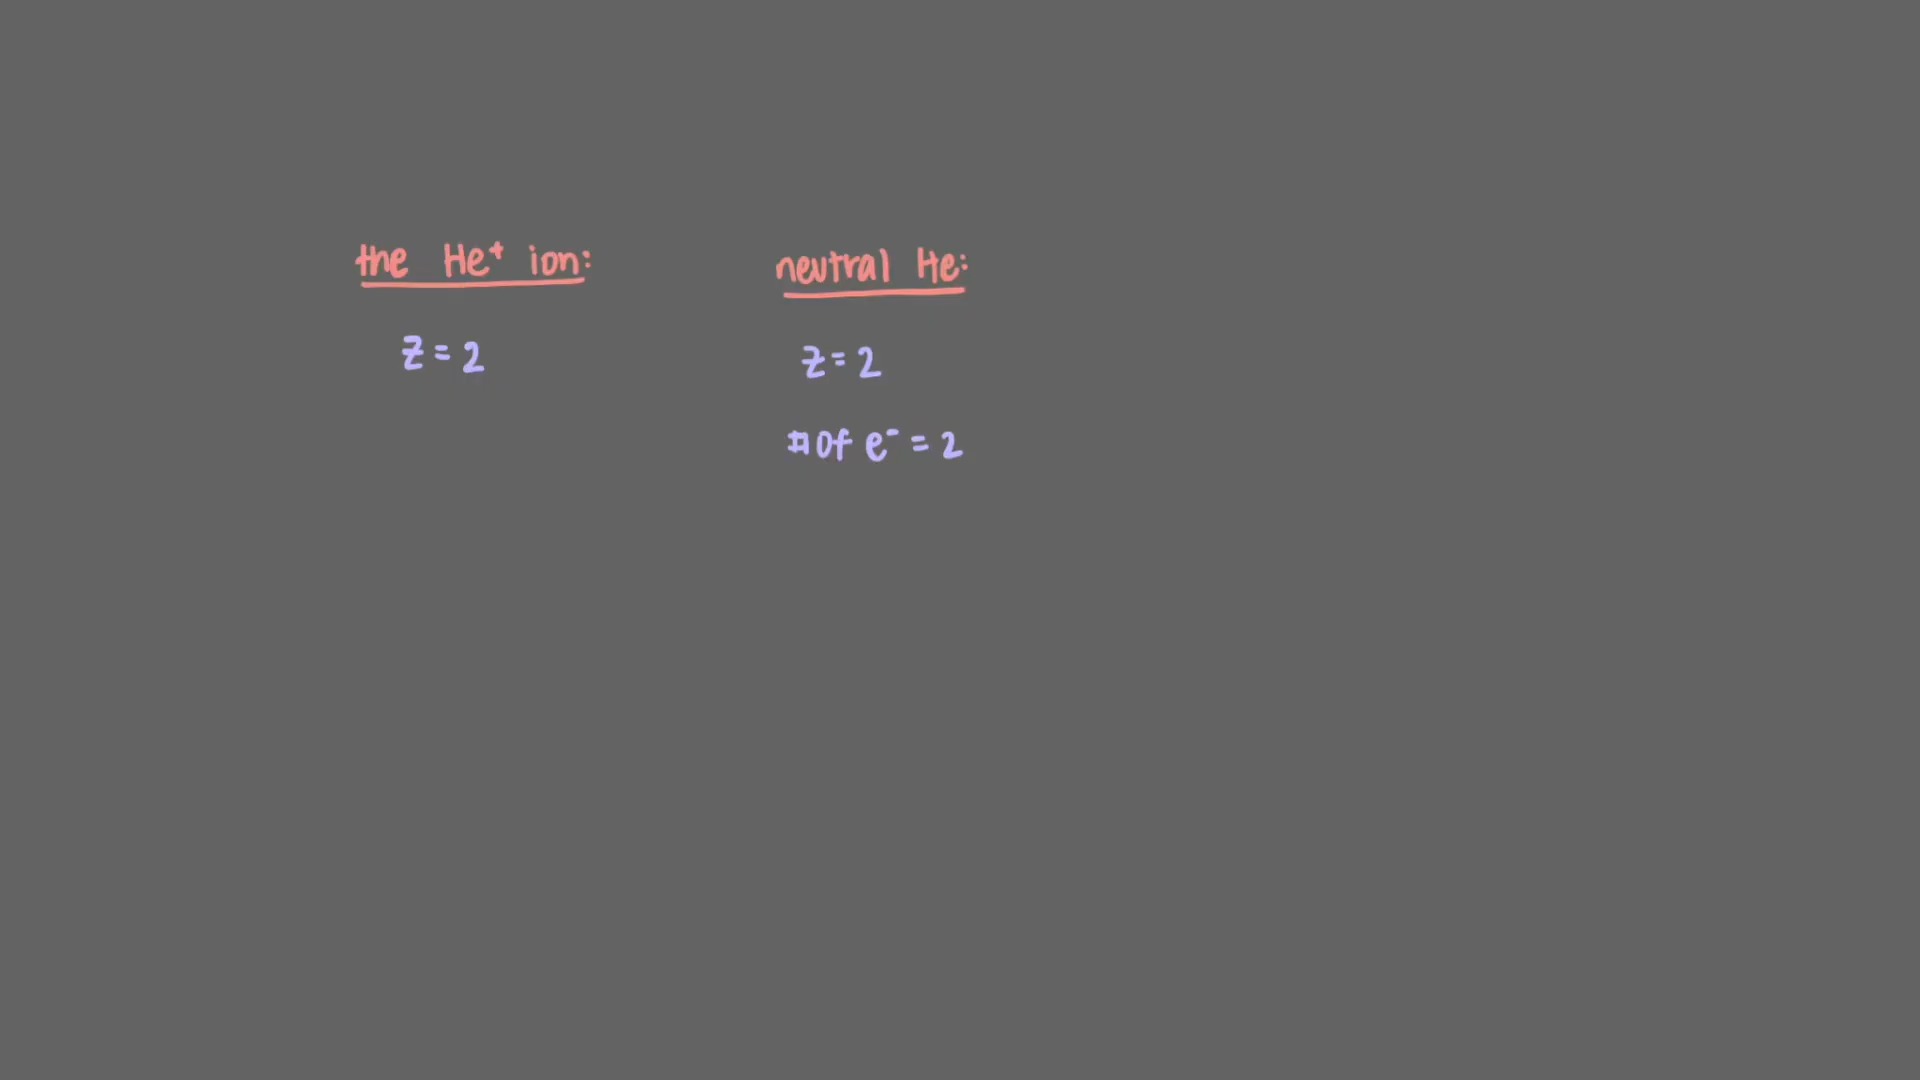 the He⁺ ion:
Z = 2
neutral He:
Z = 2
# of e⁻ = 2